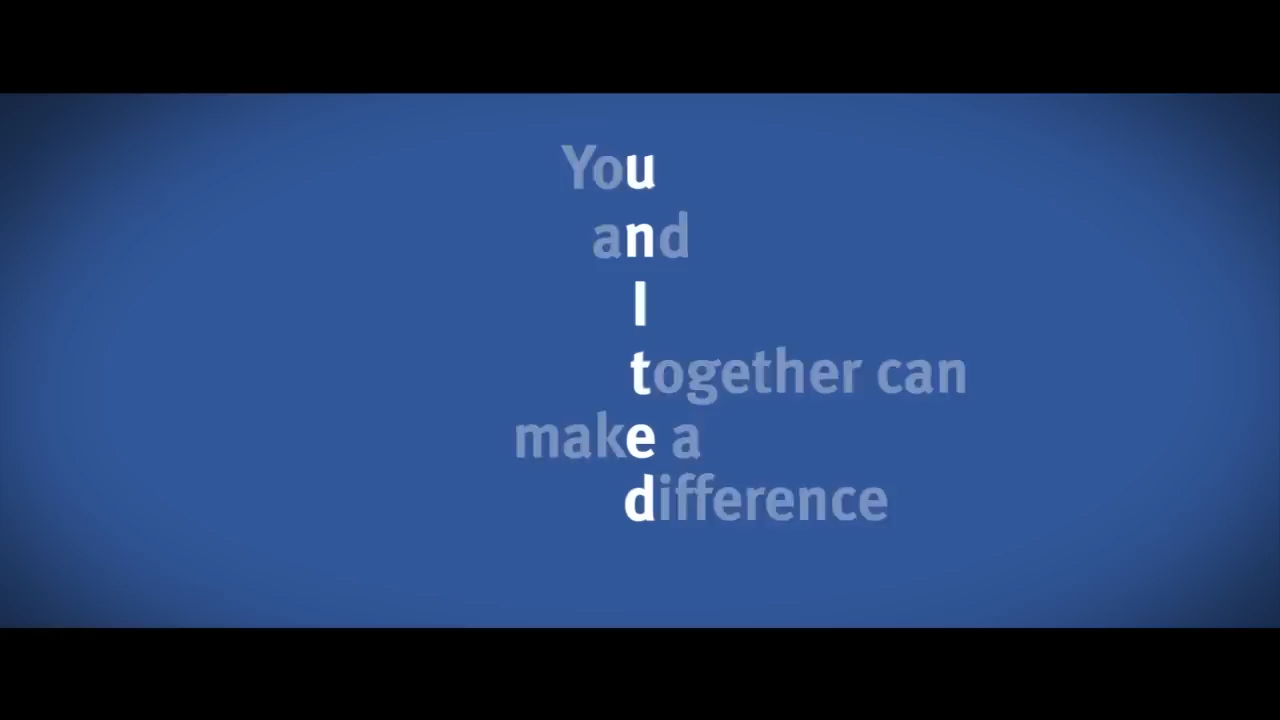 You
and
I
together can
make a
difference